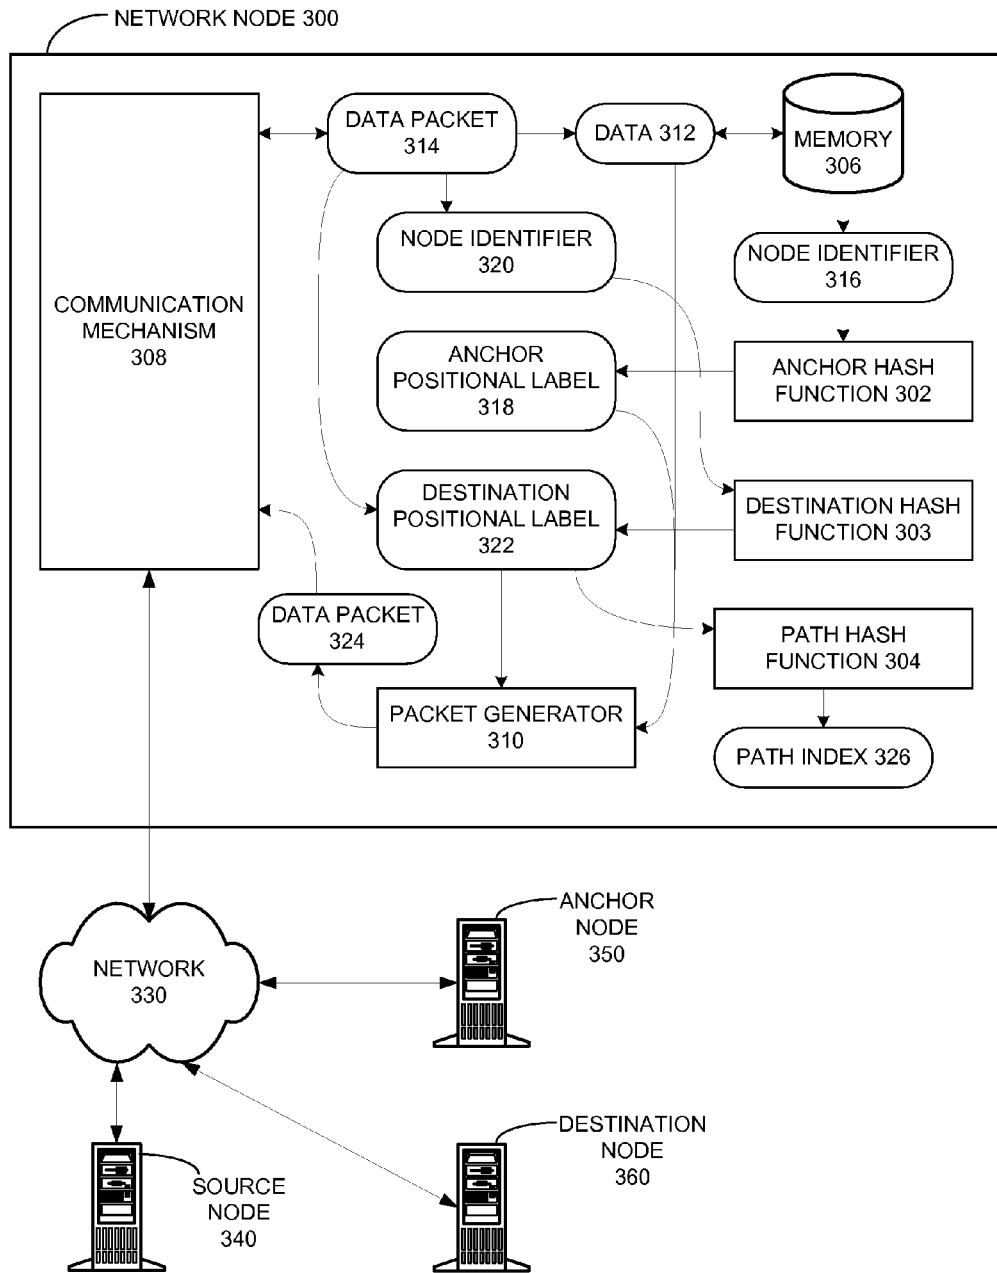 NETWORK NODE 300
DATA PACKET
314
DATA 312
MEMORY
306
NODE IDENTIFIER
320
NODE IDENTIFIER
316
COMMUNICATION
MECHANISM
308
ANCHOR
POSITIONAL LABEL
318
ANCHOR HASH
FUNCTION 302
DESTINATION
POSITIONAL LABEL
322
DESTINATION HASH
FUNCTION 303
DATA PACKET
324
PATH HASH
FUNCTION 304
PACKET GENERATOR
310
PATH INDEX 326
NETWORK
330
ANCHOR
NODE
350
SOURCE
NODE
340
DESTINATION
NODE
360